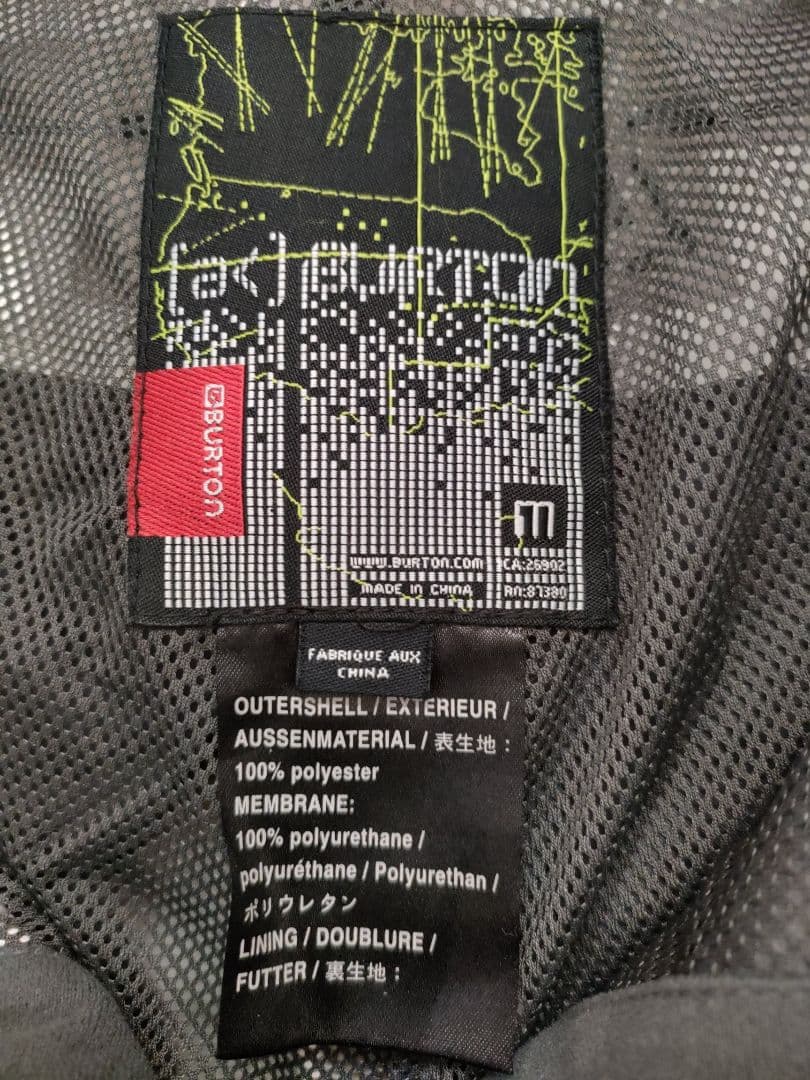 [ak] BURTON
BURTON
m
www.BURTON.COM
CA:26902
MADE IN CHINA
RN:87380
FABRIQUE AUX
CHINA
OUTERSHELL / EXTERIEUR /
AUSSENMATERIAL / 表生地 :
100% polyester
MEMBRANE:
100% polyurethane /
polyuréthane / Polyurethan /
ポリウレタン
LINING / DOUBLURE /
FUTTER / 裏生地 :